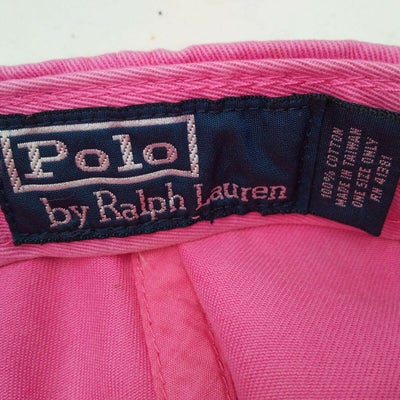 Polo
by Ralph Lauren
100% COTTON
MADE IN TAIWAN
ONE SIZE ONLY
RN 41381